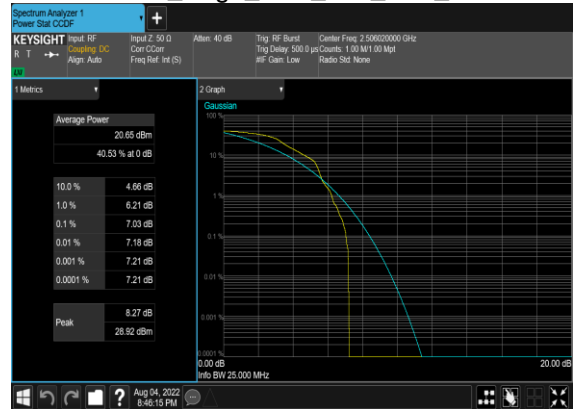 Spectrum Analyzer 1
Power Stat CCDF
+
KEYSIGHT
R T
LW
Input: RF
Coupling: DC
Align: Auto
Input Z: 50 Ω
Corr CCorr
Freq Ref: Int (S)
Atten: 40 dB
Trig: RF Burst
Trig Delay: 500.0 µs
#IF Gain: Low
Center Freq: 2.506020000 GHz
Counts: 1.00 M/1.00 Mpt
Radio Std: None
1 Metrics
Average Power
20.65 dBm
40.53 % at 0 dB
10.0 % 4.66 dB
1.0 % 6.21 dB
0.1 % 7.03 dB
0.01 % 7.18 dB
0.001 % 7.21 dB
0.0001 % 7.21 dB
Peak
8.27 dB
28.92 dBm
2 Graph
Gaussian
100 %
10 %
1 %
0.1 %
0.01 %
0.001 %
0.0001 %
0.00 dB
20.00 dB
Info BW 25.000 MHz
?
Aug 04, 2022
8:46:15 PM